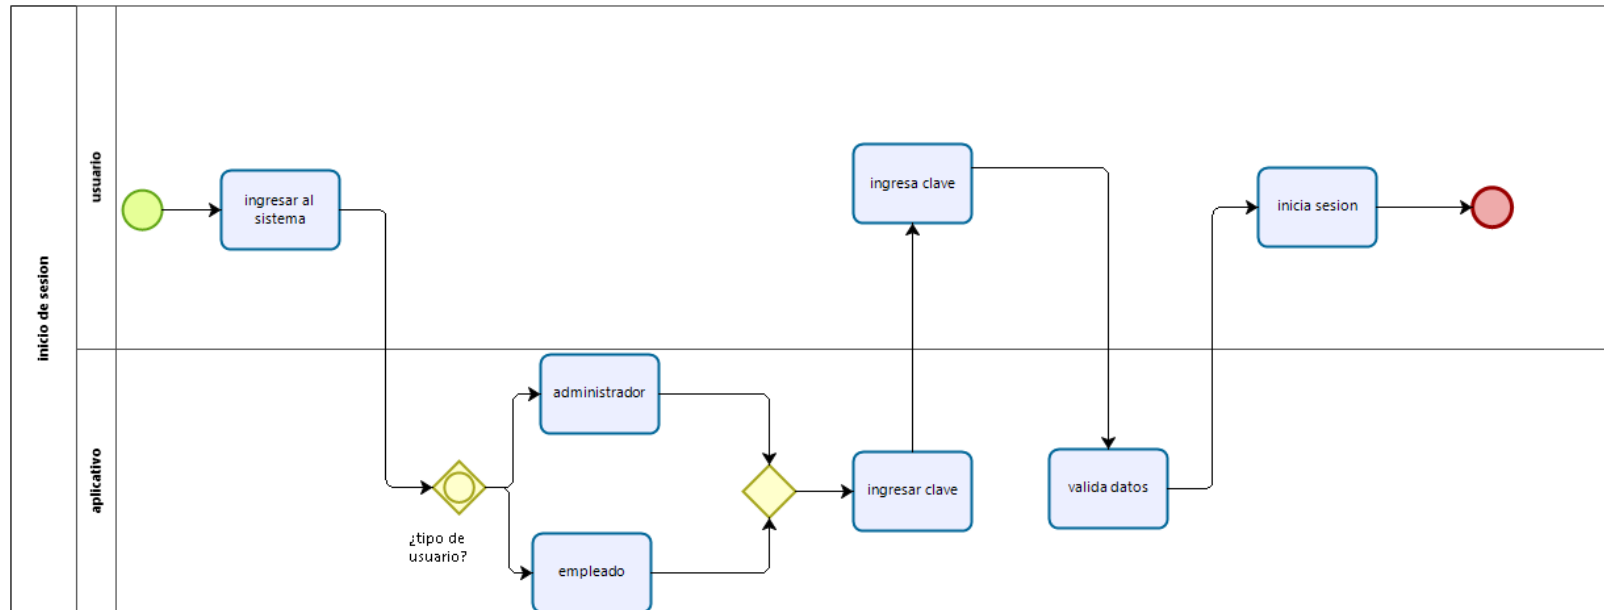 inicio de sesion
usuario
ingresar al
sistema
ingresa clave
inicia sesion
aplicativo
¿tipo de
usuario?
administrador
empleado
ingresar clave
valida datos